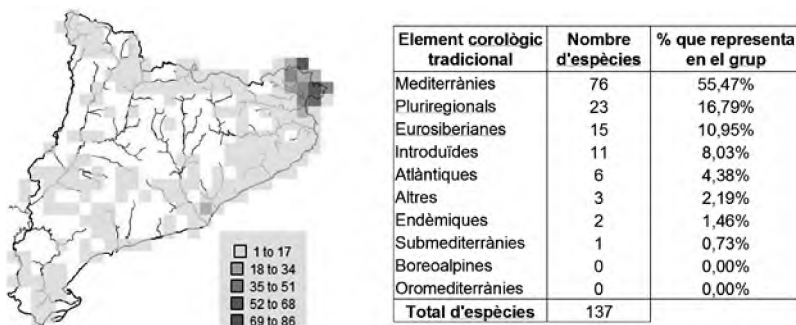 1 to 17
18 to 34
35 to 51
52 to 68
69 to 86
Element corològic tradicional Nombre d'espècies % que representa en el grup
Mediterrànies 76 55,47%
Pluriregionals 23 16,79%
Eurosiberianes 15 10,95%
Introduïdes 11 8,03%
Atlàntiques 6 4,38%
Altres 3 2,19%
Endèmiques 2 1,46%
Submediterrànies 1 0,73%
Boreoalpines 0 0,00%
Oromediterrànies 0 0,00%
Total d'espècies 137